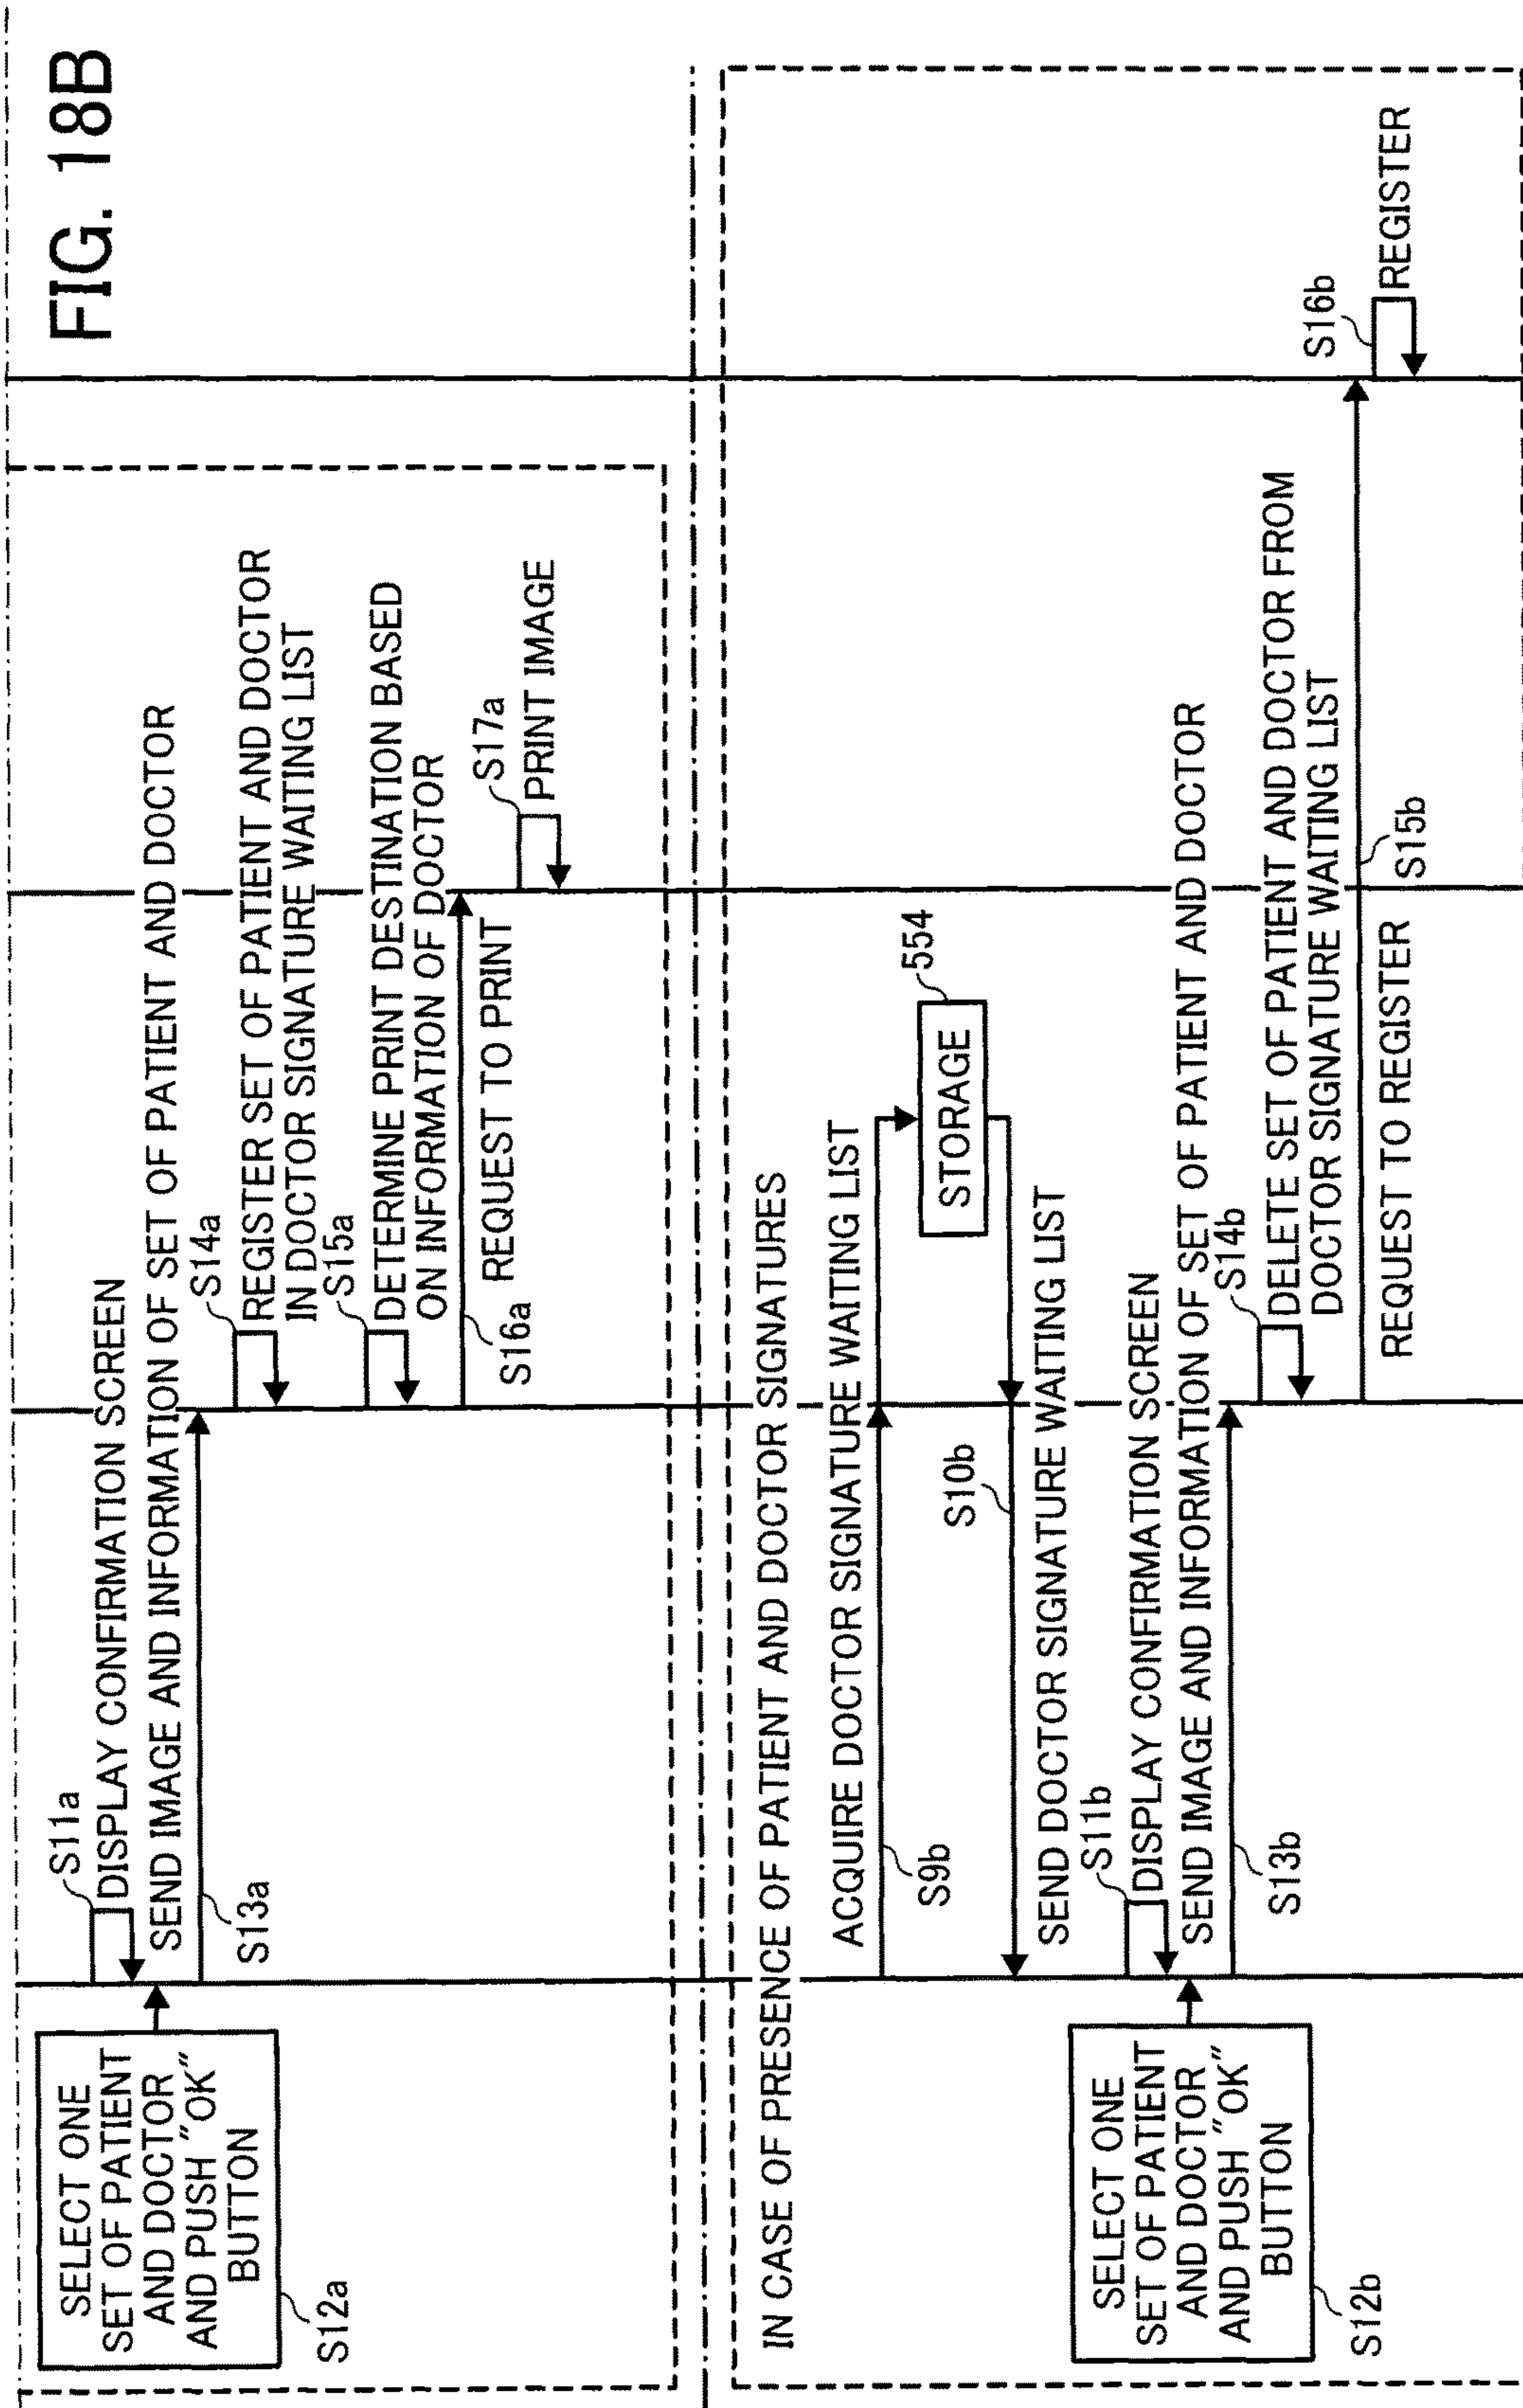 FIG. 18B
S11a
DISPLAY CONFIRMATION SCREEN
SELECT ONE
SET OF PATIENT
AND DOCTOR
AND PUSH "OK"
BUTTON
S12a
SEND IMAGE AND INFORMATION OF SET OF PATIENT AND DOCTOR
S13a
S14a
REGISTER SET OF PATIENT AND DOCTOR
IN DOCTOR SIGNATURE WAITING LIST
S15a
DETERMINE PRINT DESTINATION BASED
ON INFORMATION OF DOCTOR
REQUEST TO PRINT
S16a
S17a
PRINT IMAGE
IN CASE OF PRESENCE OF PATIENT AND DOCTOR SIGNATURES
ACQUIRE DOCTOR SIGNATURE WAITING LIST
S9b
STORAGE
554
S10b
SEND DOCTOR SIGNATURE WAITING LIST
S11b
DISPLAY CONFIRMATION SCREEN
SELECT ONE
SET OF PATIENT
AND DOCTOR
AND PUSH "OK"
BUTTON
S12b
SEND IMAGE AND INFORMATION OF SET OF PATIENT AND DOCTOR
S13b
S14b
DELETE SET OF PATIENT AND DOCTOR FROM
DOCTOR SIGNATURE WAITING LIST
REQUEST TO REGISTER
S15b
S16b
REGISTER